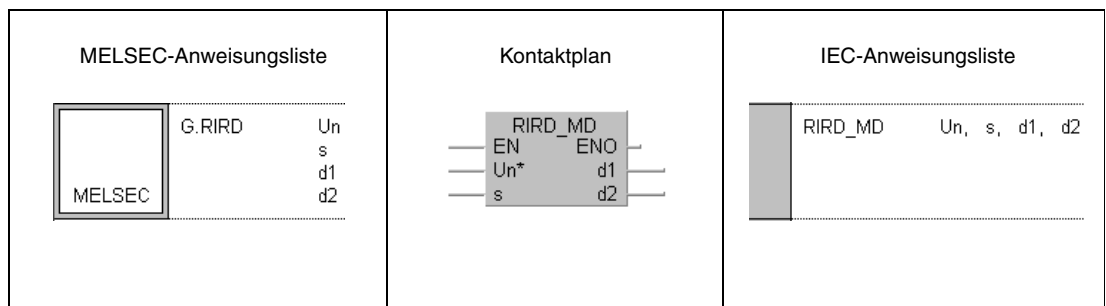 MELSEC-Anweisungsliste
MELSEC
G.RIRD Un
s
d1
d2
Kontaktplan
RIRD_MD
EN ENO
Un* d1
s d2
IEC-Anweisungsliste
RIRD_MD Un, s, d1, d2